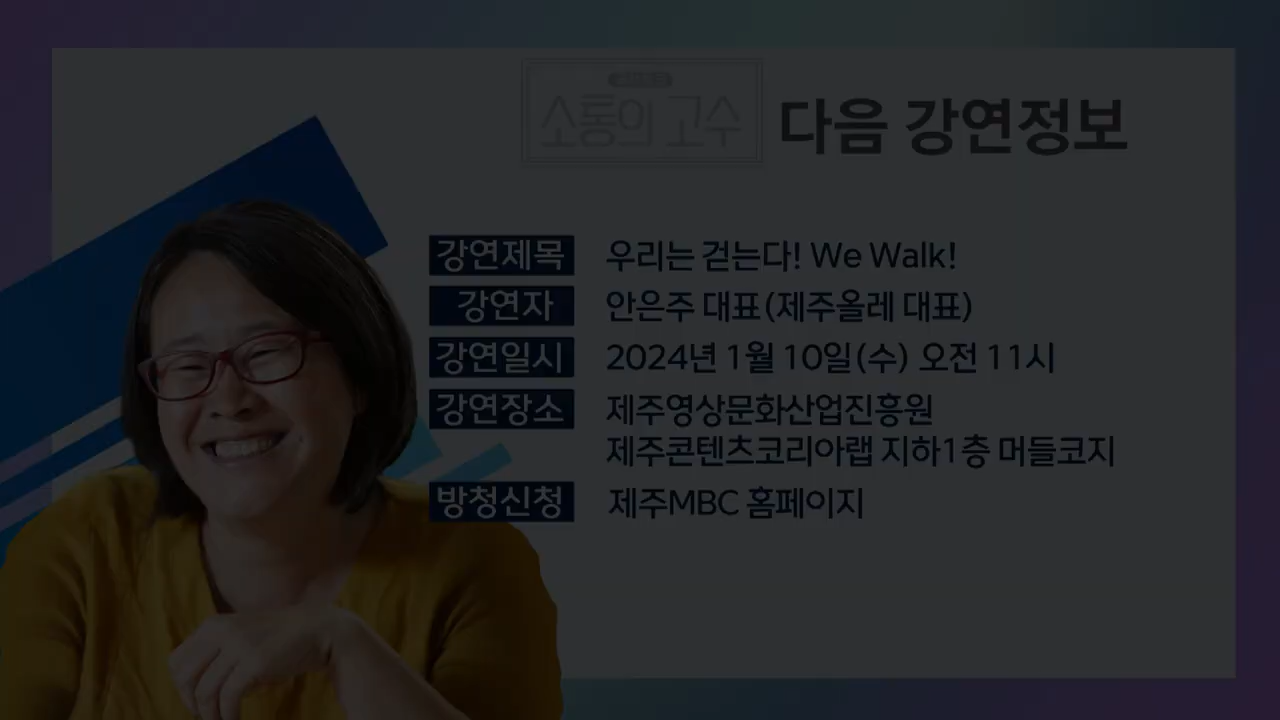 소통의 고수
다음 강연정보
강연제목 우리는 걷는다! We Walk!
강연자 안은주 대표(제주올레 대표)
강연일시 2024년 1월 10일(수) 오전 11시
강연장소 제주영상문화산업진흥원
제주콘텐츠코리아랩 지하1층 머들코지
방청신청 제주MBC 홈페이지